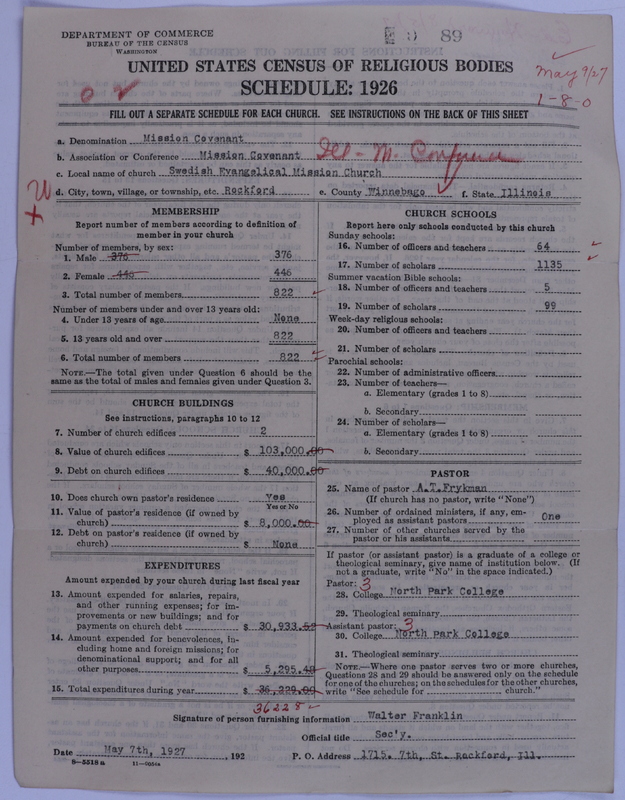 DEPARTMENT OF COMMERCE
BUREAU OF THE CENSUS
WASHINGTON
89
UNITED STATES CENSUS OF RELIGIOUS BODIES
SCHEDULE: 1926
May 9/27
1-8-0
FILL OUT A SEPARATE SCHEDULE FOR EACH CHURCH. SEE INSTRUCTIONS ON THE BACK OF THIS SHEET
a. Denomination Mission Covenant
b. Association or Conference Mission Covenant
c. Local name of church Swedish Evangelical Mission Church
d. City, town, village, or township, etc. Rockford e. County Winnebago f. State Illinois
MEMBERSHIP
Report number of members according to definition of member in your church
Number of members, by sex:
1. Male 376 376
2. Female 446 446
3. Total number of members 822
Number of members under and over 13 years old:
4. Under 13 years of age None
5. 13 years old and over 822
6. Total number of members 822
NOTE.—The total given under Question 6 should be the same as the total of males and females given under Question 3.
CHURCH BUILDINGS
See instructions, paragraphs 10 to 12
7. Number of church edifices 2
8. Value of church edifices $ 103,000.00
9. Debt on church edifices $ 40,000.00
10. Does church own pastor's residence Yes
Yes or No
11. Value of pastor's residence (if owned by church) $ 8,000.00
12. Debt on pastor's residence (if owned by church) $ None
EXPENDITURES
Amount expended by your church during last fiscal year
13. Amount expended for salaries, repairs, and other running expenses; for improvements or new buildings; and for payments on church debt $ 30,933.52
14. Amount expended for benevolences, including home and foreign missions; for denominational support; and for all other purposes $ 5,295.48
15. Total expenditures during year $ 36,229.00
36228
CHURCH SCHOOLS
Report here only schools conducted by this church
Sunday schools:
16. Number of officers and teachers 64
17. Number of scholars 1135
Summer vacation Bible schools:
18. Number of officers and teachers 5
19. Number of scholars 99
Week-day religious schools:
20. Number of officers and teachers
21. Number of scholars
Parochial schools:
22. Number of administrative officers
23. Number of teachers—
a. Elementary (grades 1 to 8)
b. Secondary
24. Number of scholars—
a. Elementary (grades 1 to 8)
b. Secondary
PASTOR
25. Name of pastor A.T.Frykman
(If church has no pastor, write "None")
26. Number of ordained ministers, if any, employed as assistant pastors One
27. Number of other churches served by the pastor or his assistants
If pastor (or assistant pastor) is a graduate of a college or theological seminary, give name of institution below. (If not a graduate, write "No" in the space indicated.)
Pastor: 3
28. College North Park College
29. Theological seminary
Assistant pastor: 3
30. College North Park College
31. Theological seminary
NOTE.—Where one pastor serves two or more churches, Questions 28 and 29 should be answered only on the schedule for one of the churches; on the schedules for the other churches, write "See schedule for church."
Signature of person furnishing information Walter Franklin
Official title Sec'y.
Date May 7th, 1927, 192 P. O. Address 1715. 7th, St. Rockford, Ill.
8-5518 a